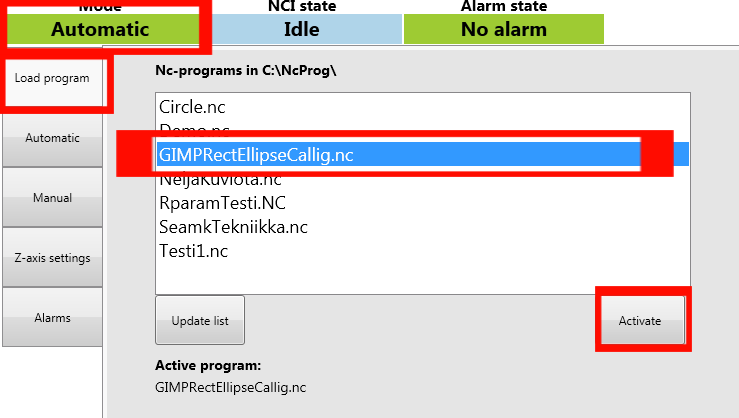 Mode NCI state Alarm state
Automatic Idle No alarm
Load program
Automatic
Manual
Z-axis settings
Alarms
Nc-programs in C:\NcProg\
Circle.nc
Demo.nc
GIMPRectEllipseCallig.nc
NeljaKuviota.nc
RparamTesti.NC
SeamkTekniikka.nc
Testi1.nc
Update list
Activate
Active program:
GIMPRectEllipseCallig.nc